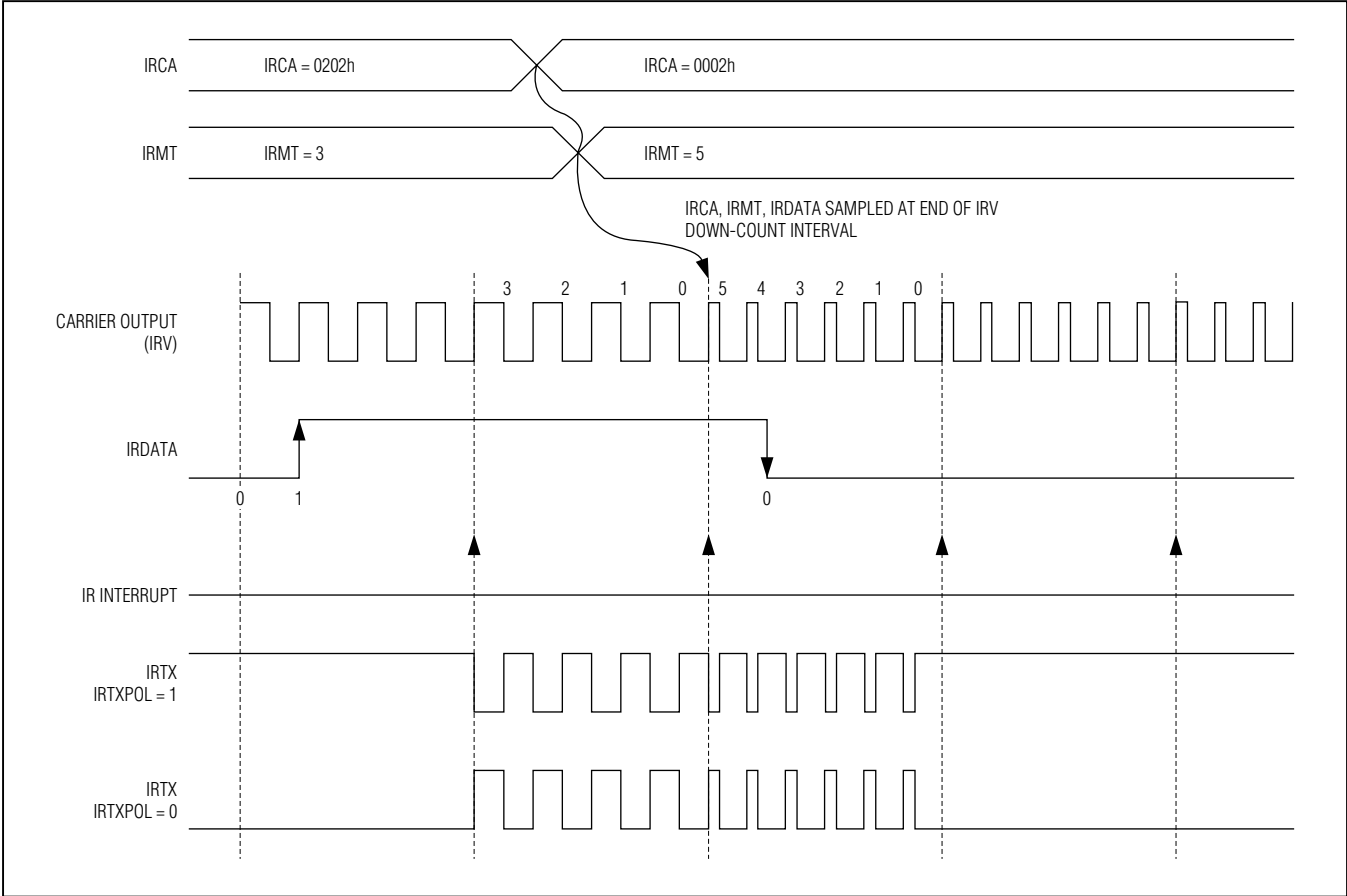 IRCA
IRCA = 0202h
IRCA = 0002h
IRMT
IRMT = 3
IRMT = 5
IRCA, IRMT, IRDATA SAMPLED AT END OF IRV
DOWN-COUNT INTERVAL
3 2 1 0 5 4 3 2 1 0
CARRIER OUTPUT
(IRV)
IRDATA
0 1 0
IR INTERRUPT
IRTX
IRTXPOL = 1
IRTX
IRTXPOL = 0